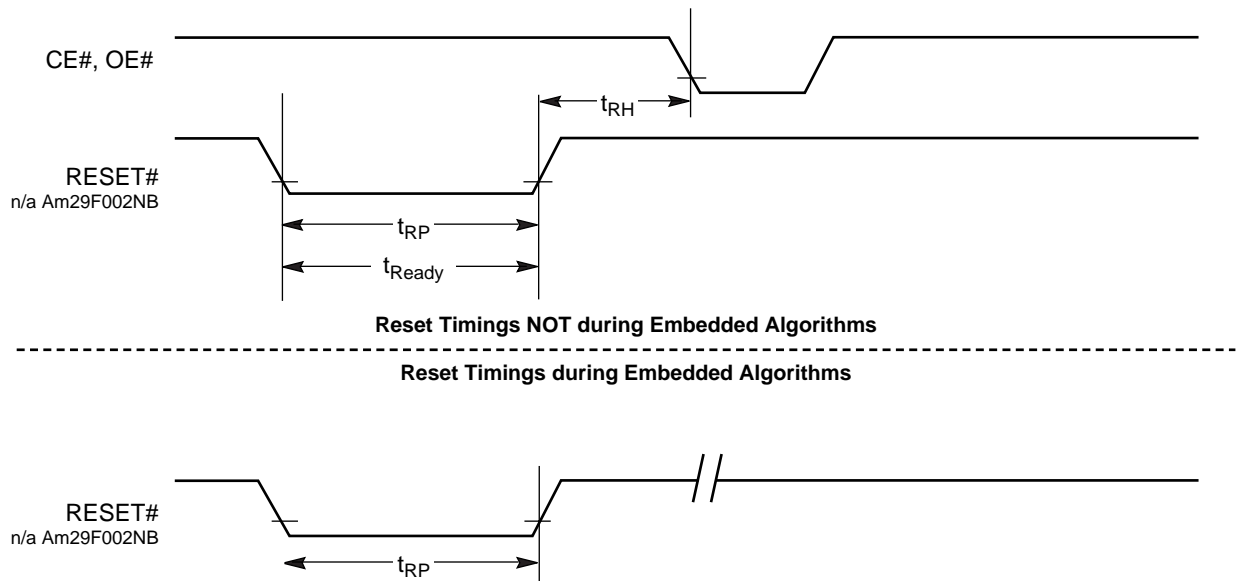 CE#, OE#
tRH
RESET#
n/a Am29F002NB
tRP
tReady
Reset Timings NOT during Embedded Algorithms
Reset Timings during Embedded Algorithms
RESET#
n/a Am29F002NB
tRP